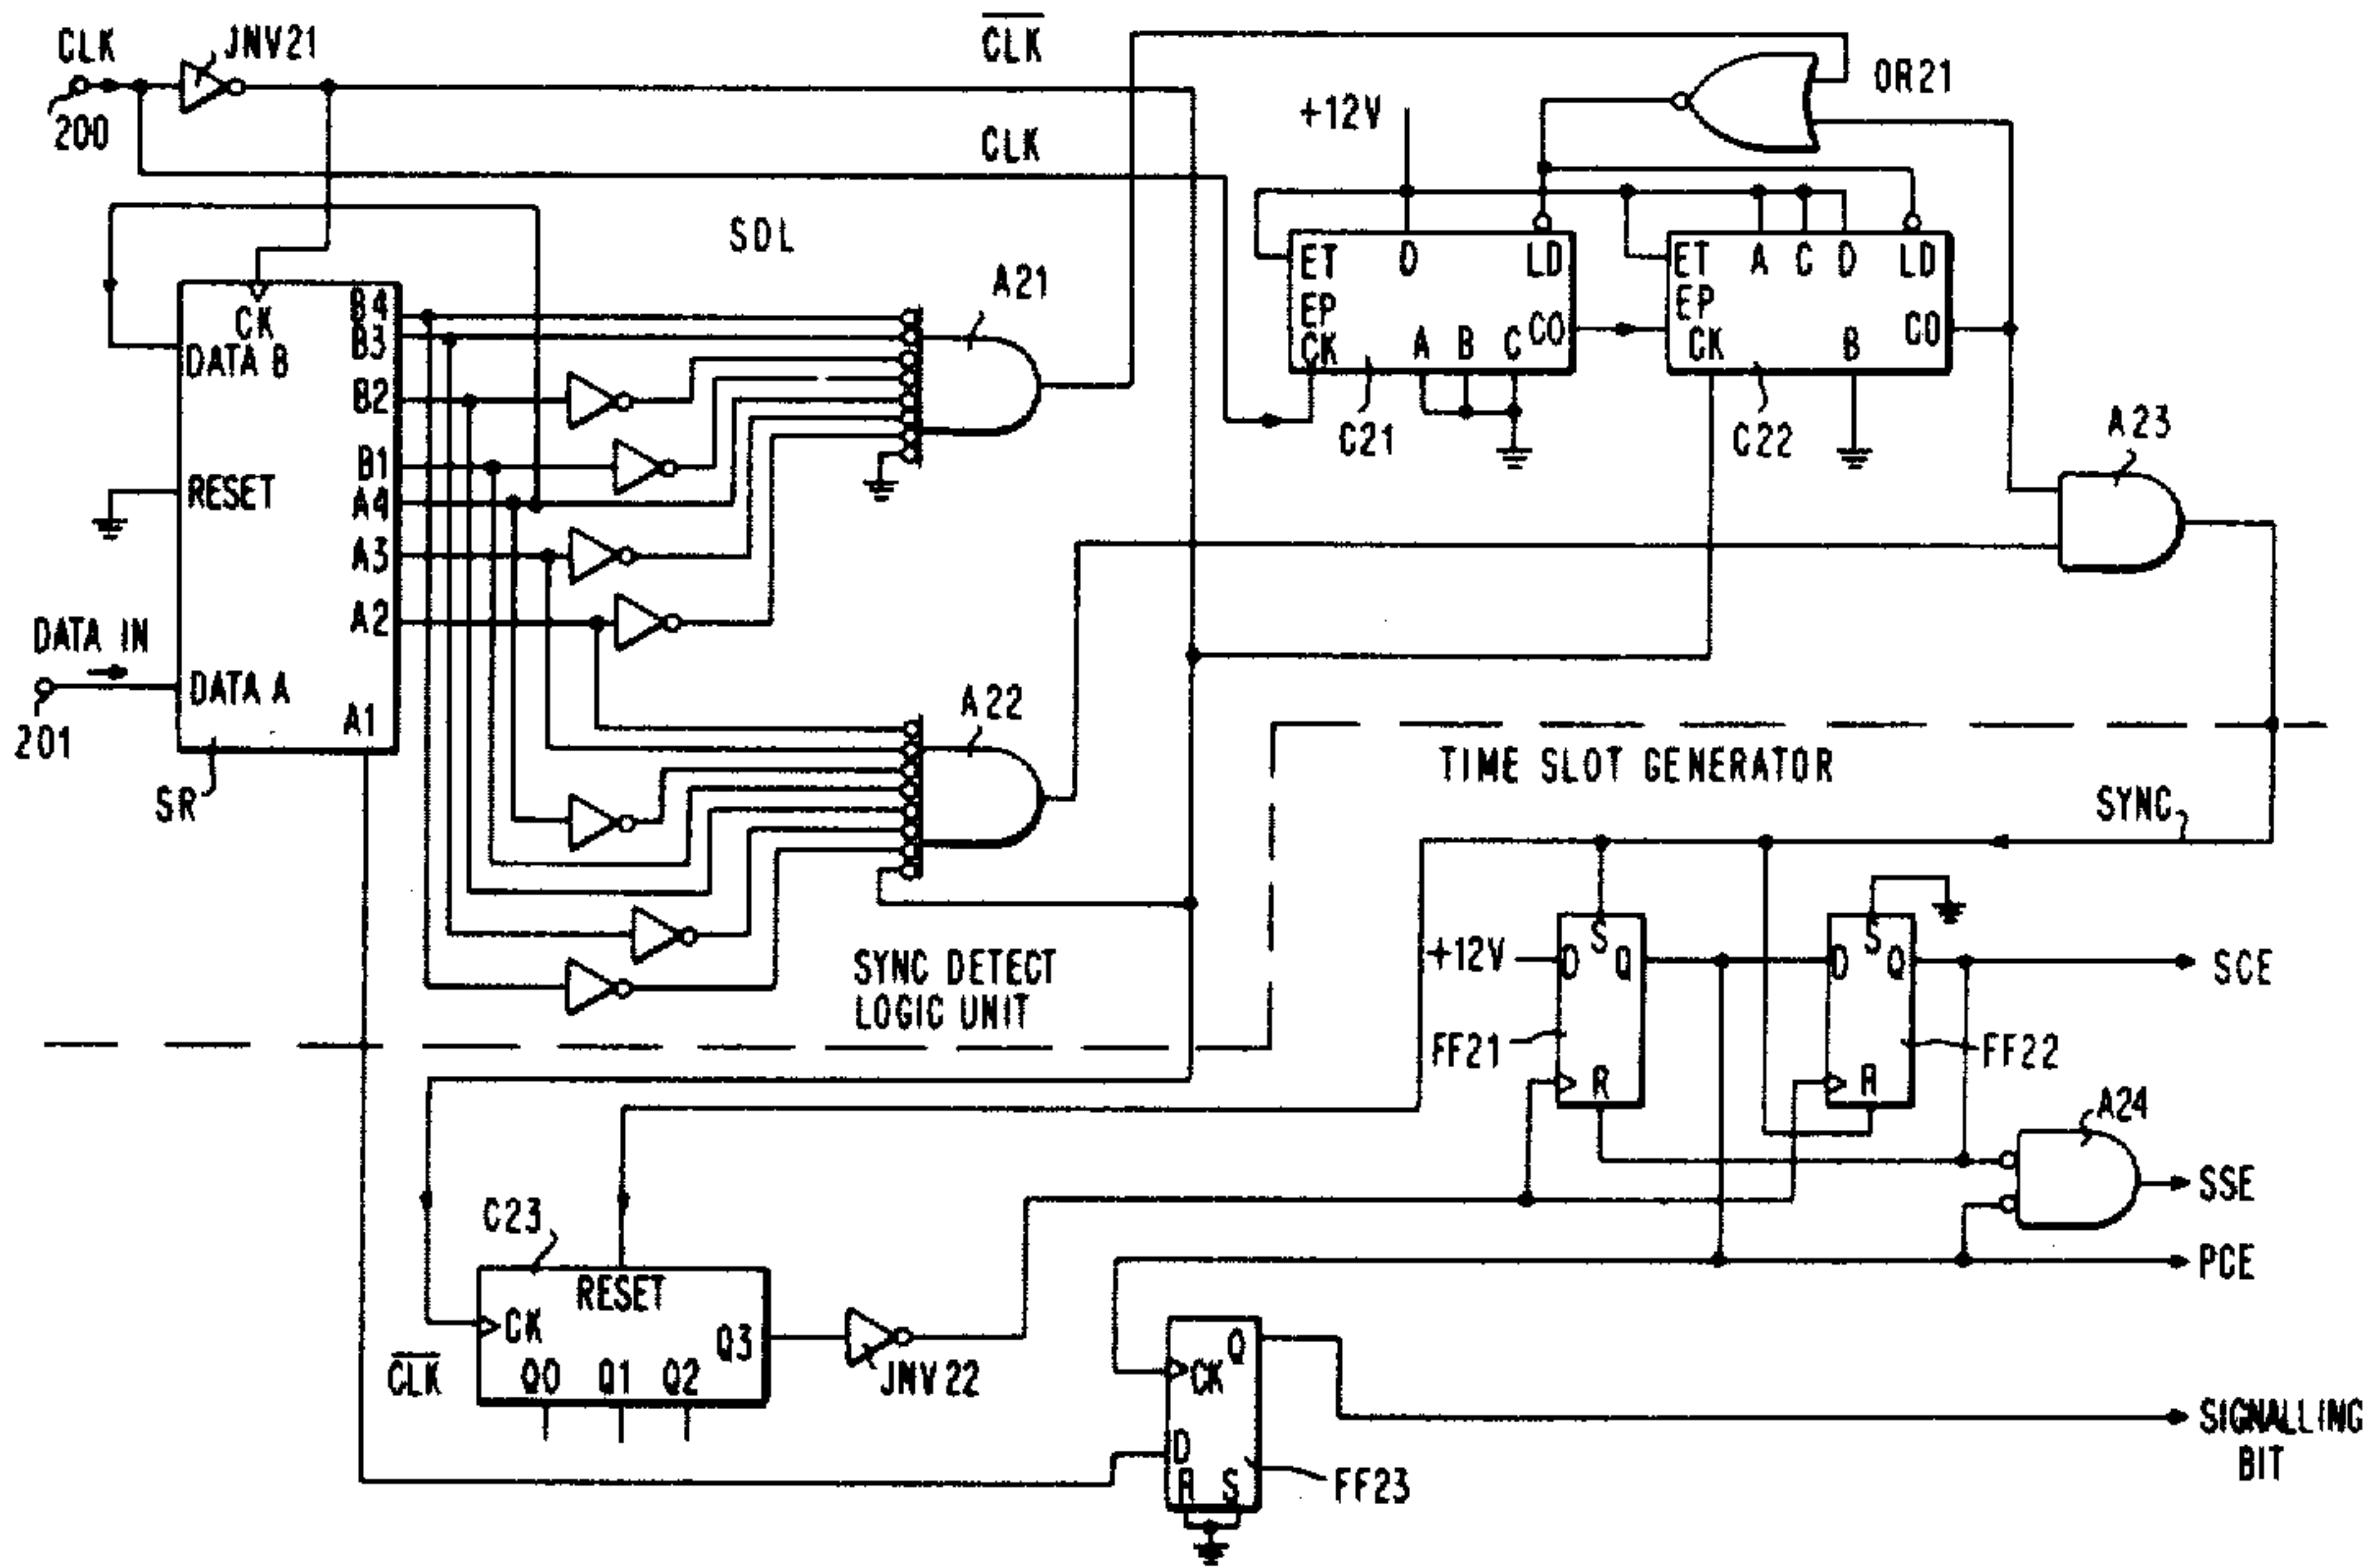 CLK
JNV21
CLK
200
CLK
SDL
+12V
OR21
A21
CK
DATA B
RESET
DATA A
B4
B3
B2
B1
A4
A3
A2
A1
DATA IN
201
SR
ET
EP
CK
D
LD
A B C CO
C21
ET
EP
CK
A C D LD
B
CO
C22
A23
A22
TIME SLOT GENERATOR
SYNC
SYNC DETECT
LOGIC UNIT
+12V
D
S
Q
R
FF21
D
S
Q
R
FF22
SCE
A24
SSE
PCE
C23
RESET
CK
Q3
Q0 Q1 Q2
CLK
JNV22
Q
CK
D
R S
FF23
SIGNALLING
BIT